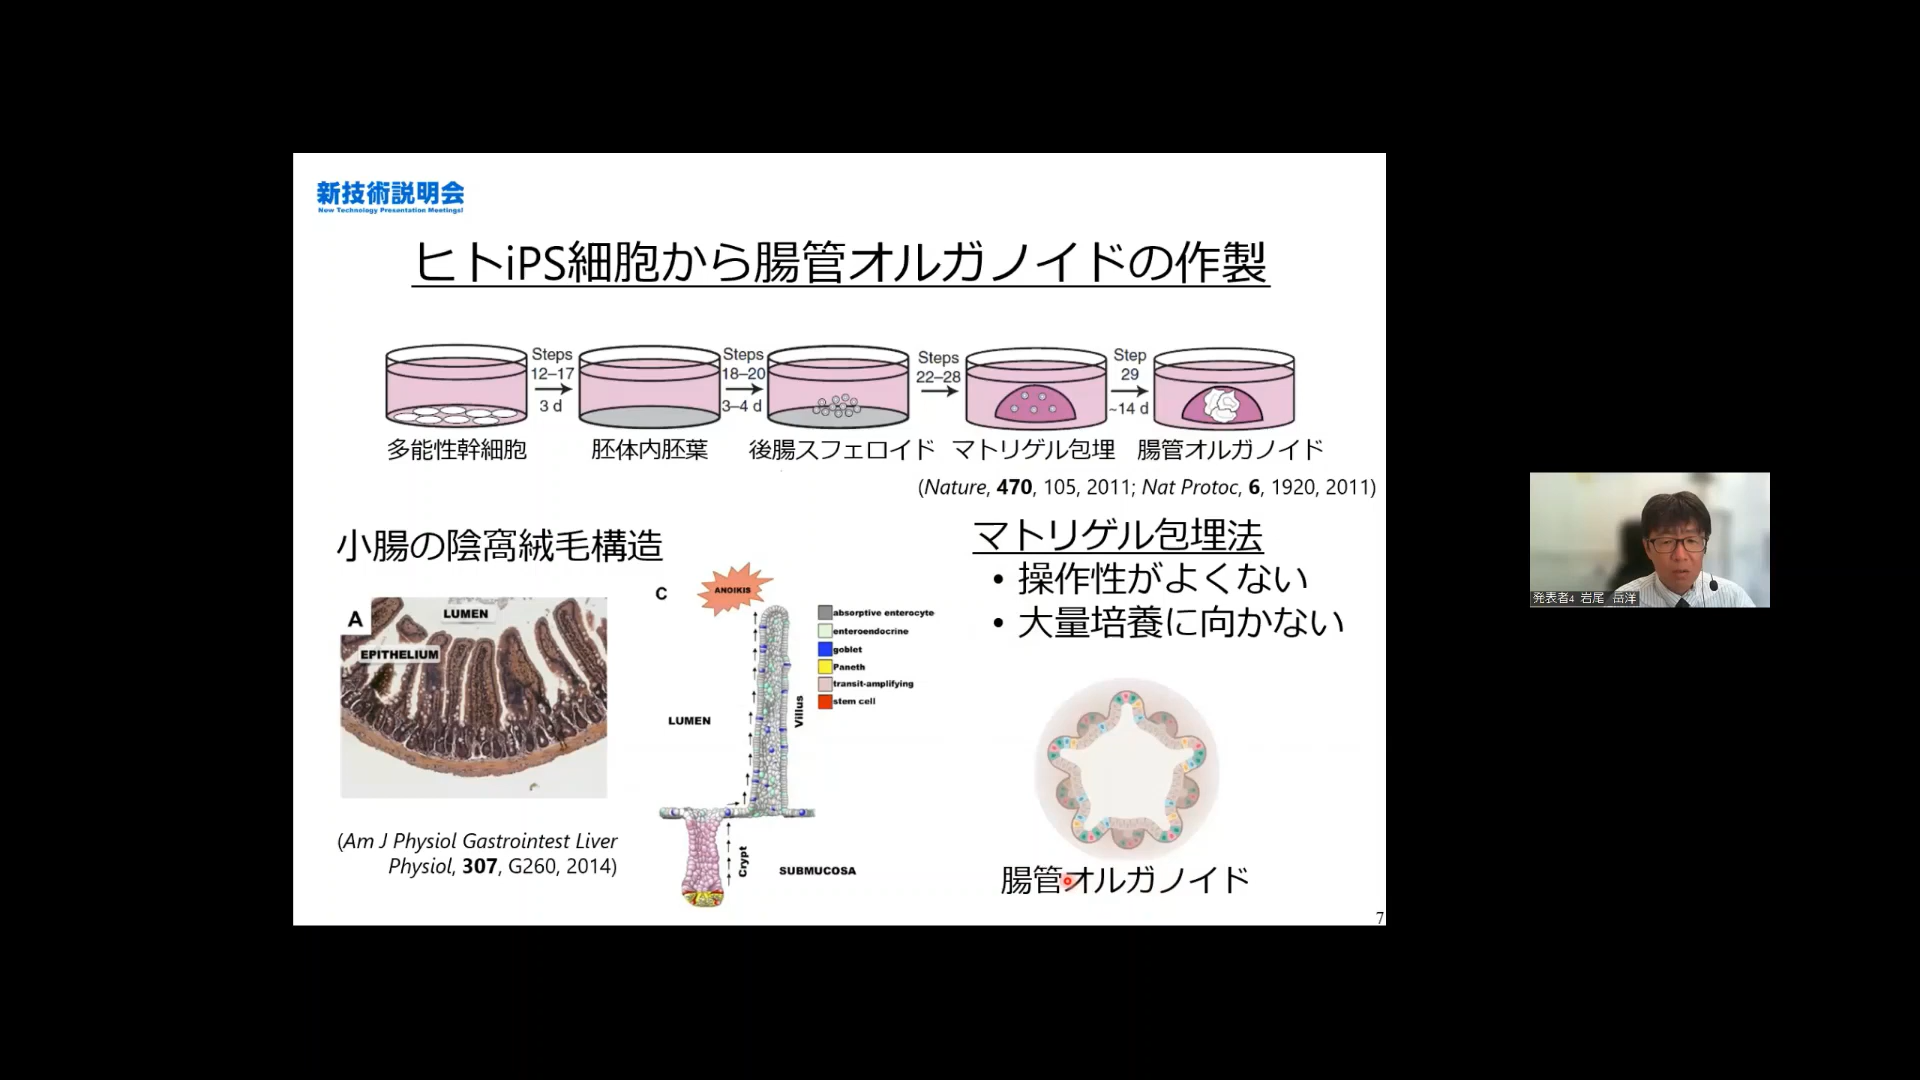 新技術説明会
New Technology Presentation Meetings!
ヒトiPS細胞から腸管オルガノイドの作製
Steps
12–17
3 d
Steps
18–20
3–4 d
Steps
22–28
Step
29
~14 d
多能性幹細胞
胚体内胚葉
後腸スフェロイド
マトリゲル包埋
腸管オルガノイド
(Nature, 470, 105, 2011; Nat Protoc, 6, 1920, 2011)
小腸の陰窩絨毛構造
A
LUMEN
EPITHELIUM
(Am J Physiol Gastrointest Liver
Physiol, 307, G260, 2014)
C
ANOIKIS
absorptive enterocyte
enteroendocrine
goblet
Paneth
transit-amplifying
stem cell
LUMEN
Villus
Crypt
SUBMUCOSA
マトリゲル包埋法
• 操作性がよくない
• 大量培養に向かない
腸管オルガノイド
7
発表者4 岩尾 岳洋